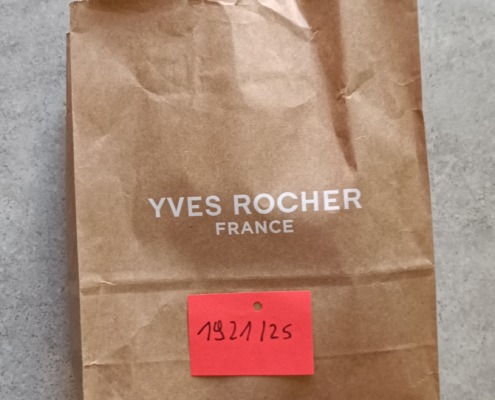 YVES ROCHER
FRANCE
1921/25